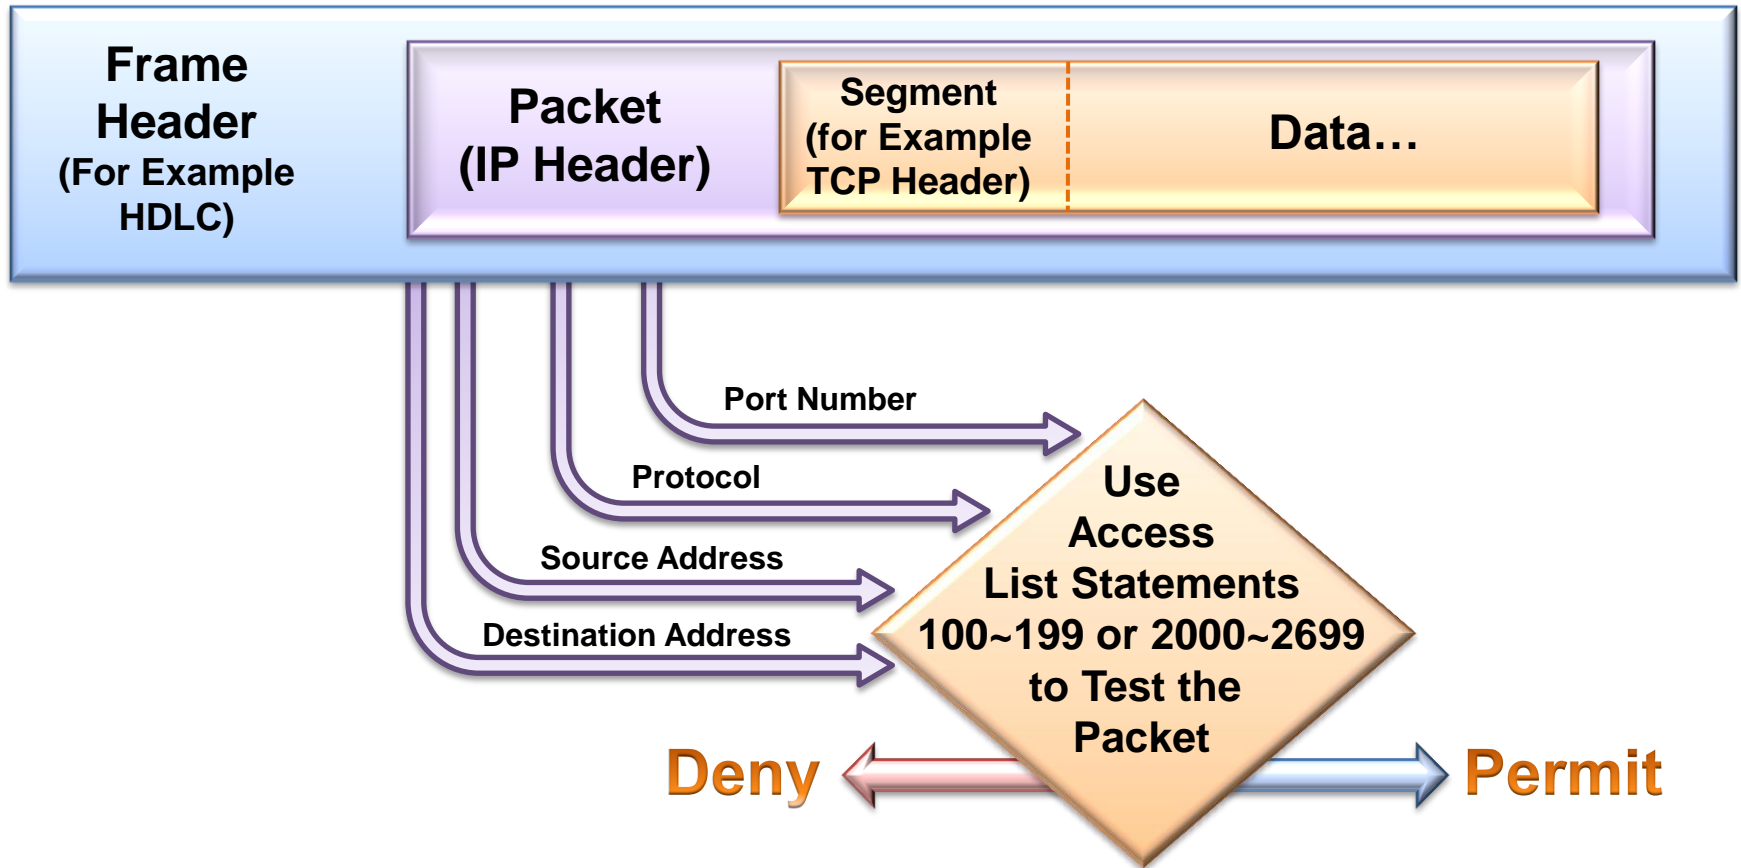 Frame
Header
(For Example
HDLC)
Packet
(IP Header)
Segment
(for Example
TCP Header)
Data…
Port Number
Protocol
Source Address
Destination Address
Use
Access
List Statements
100~199 or 2000~2699
to Test the
Packet
Deny
Permit